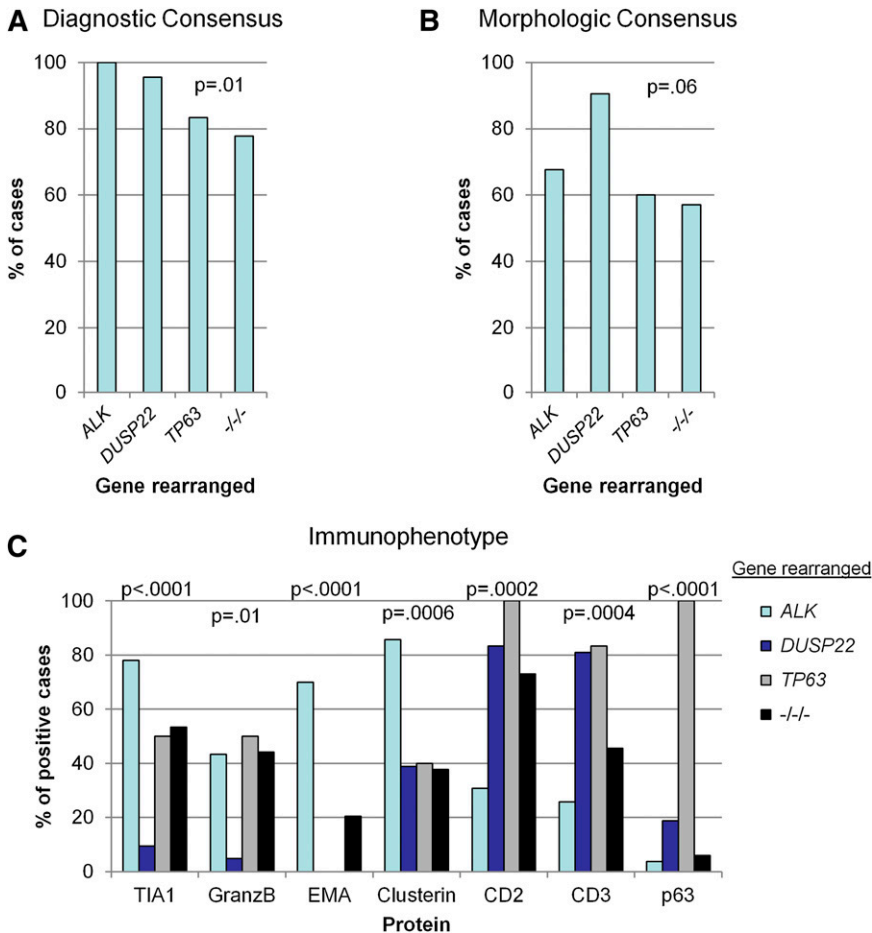 A Diagnostic Consensus
p=.01
% of cases
100
80
60
40
20
0
ALK
DUSP22
TP63
-/-/-
Gene rearranged
B Morphologic Consensus
p=.06
% of cases
100
80
60
40
20
0
ALK
DUSP22
TP63
-/-/-
Gene rearranged
C Immunophenotype
p<.0001
p=.01
p<.0001
p=.0006
p=.0002
p=.0004
p<.0001
% of positive cases
100
80
60
40
20
0
TIA1
GranzB
EMA
Clusterin
CD2
CD3
p63
Protein
Gene rearranged
ALK
DUSP22
TP63
-/-/-